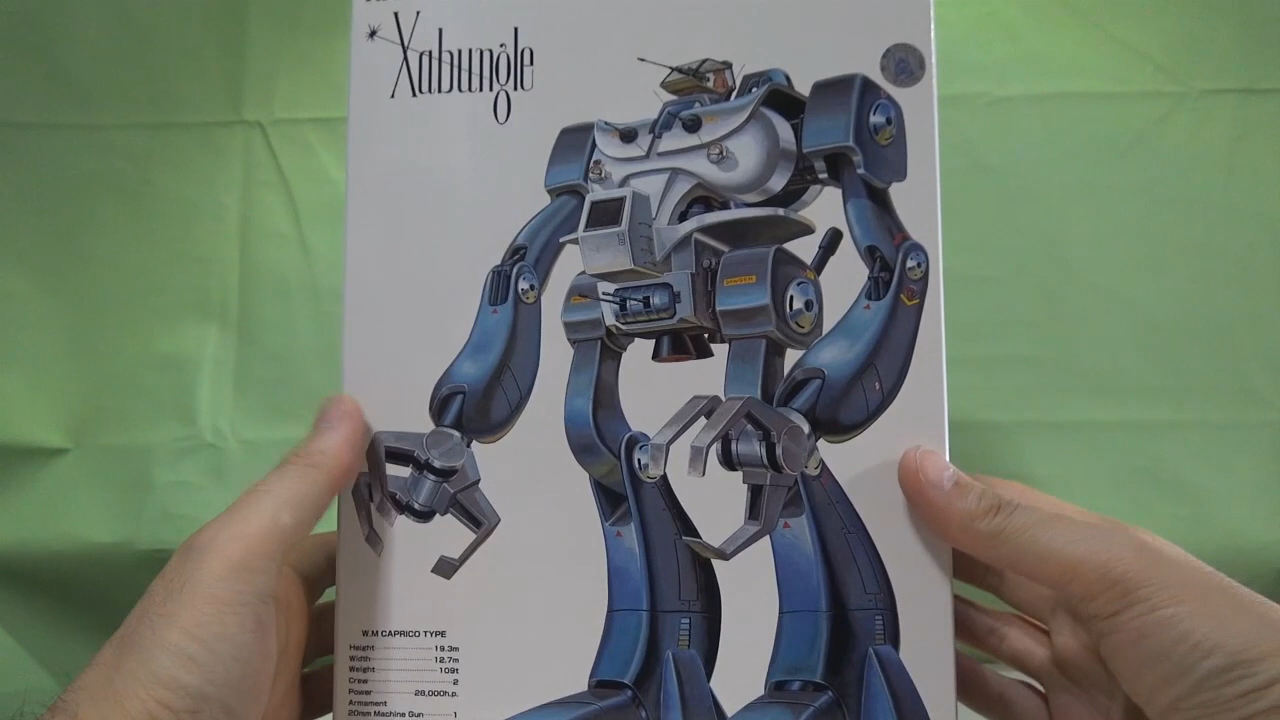 Xabungle
DANGER
W.M CAPRICO TYPE
Height 19.3m
Width 12.7m
Weight 109t
Crew 2
Power 28,000h.p.
Armament
20mm Machine Gun 1